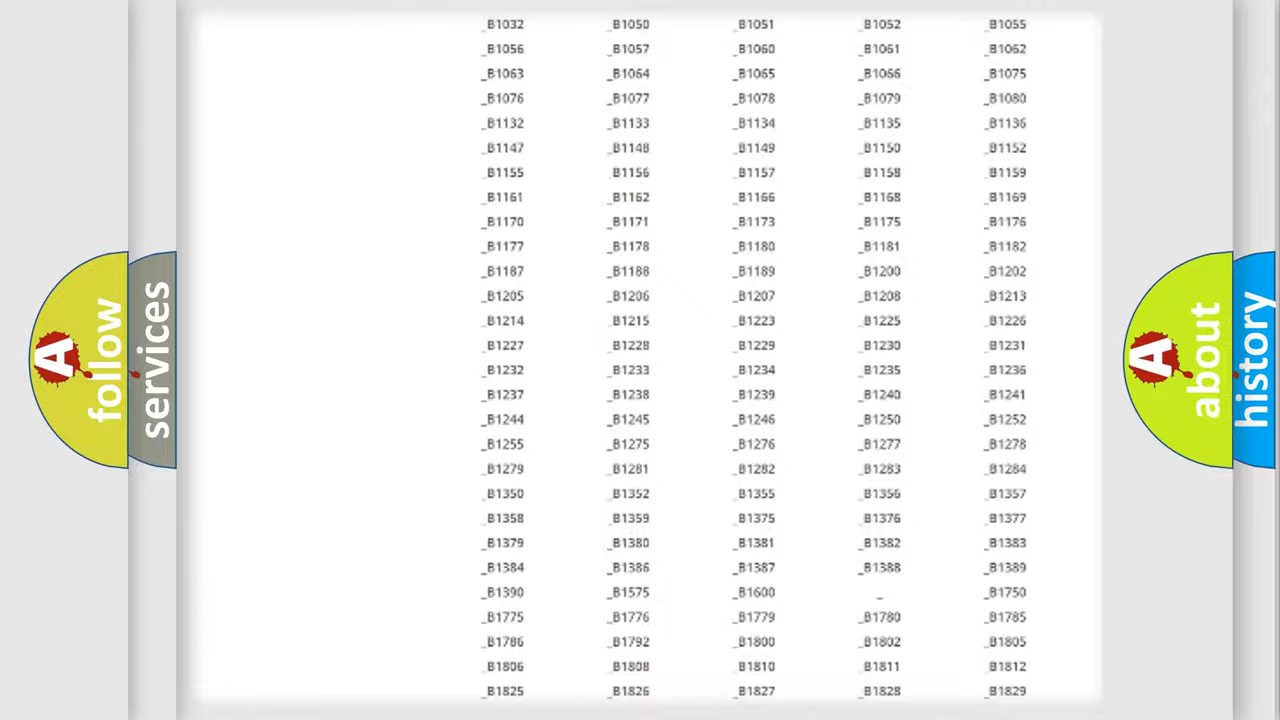 _B1032 _B1050 _B1051 _B1052 _B1055
_B1056 _B1057 _B1060 _B1061 _B1062
_B1063 _B1064 _B1065 _B1066 _B1075
_B1076 _B1077 _B1078 _B1079 _B1080
_B1132 _B1133 _B1134 _B1135 _B1136
_B1147 _B1148 _B1149 _B1150 _B1152
_B1155 _B1156 _B1157 _B1158 _B1159
_B1161 _B1162 _B1166 _B1168 _B1169
_B1170 _B1171 _B1173 _B1175 _B1176
_B1177 _B1178 _B1180 _B1181 _B1182
_B1187 _B1188 _B1189 _B1200 _B1202
_B1205 _B1206 _B1207 _B1208 _B1213
_B1214 _B1215 _B1223 _B1225 _B1226
_B1227 _B1228 _B1229 _B1230 _B1231
_B1232 _B1233 _B1234 _B1235 _B1236
_B1237 _B1238 _B1239 _B1240 _B1241
_B1244 _B1245 _B1246 _B1250 _B1252
_B1255 _B1275 _B1276 _B1277 _B1278
_B1279 _B1281 _B1282 _B1283 _B1284
_B1350 _B1352 _B1355 _B1356 _B1357
_B1358 _B1359 _B1375 _B1376 _B1377
_B1379 _B1380 _B1381 _B1382 _B1383
_B1384 _B1386 _B1387 _B1388 _B1389
_B1390 _B1575 _B1600 _ _B1750
_B1775 _B1776 _B1779 _B1780 _B1785
_B1786 _B1792 _B1800 _B1802 _B1805
_B1806 _B1808 _B1810 _B1811 _B1812
_B1825 _B1826 _B1827 _B1828 _B1829
A
follow
services
A
about
history